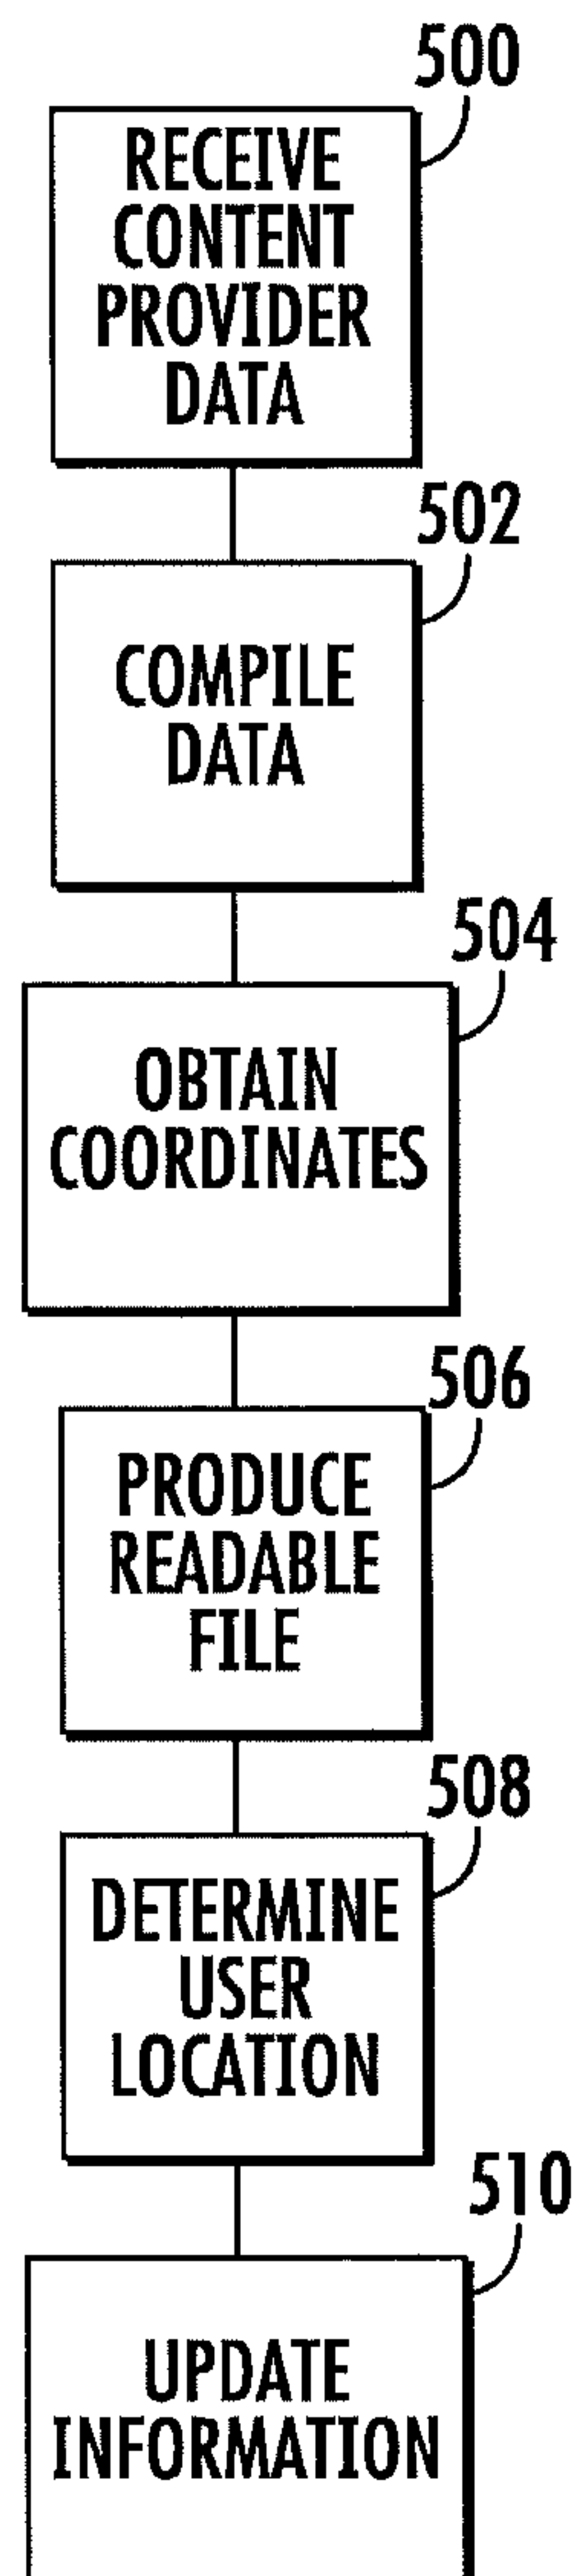 500
RECEIVE
CONTENT
PROVIDER
DATA
502
COMPILE
DATA
504
OBTAIN
COORDINATES
506
PRODUCE
READABLE
FILE
508
DETERMINE
USER
LOCATION
510
UPDATE
INFORMATION